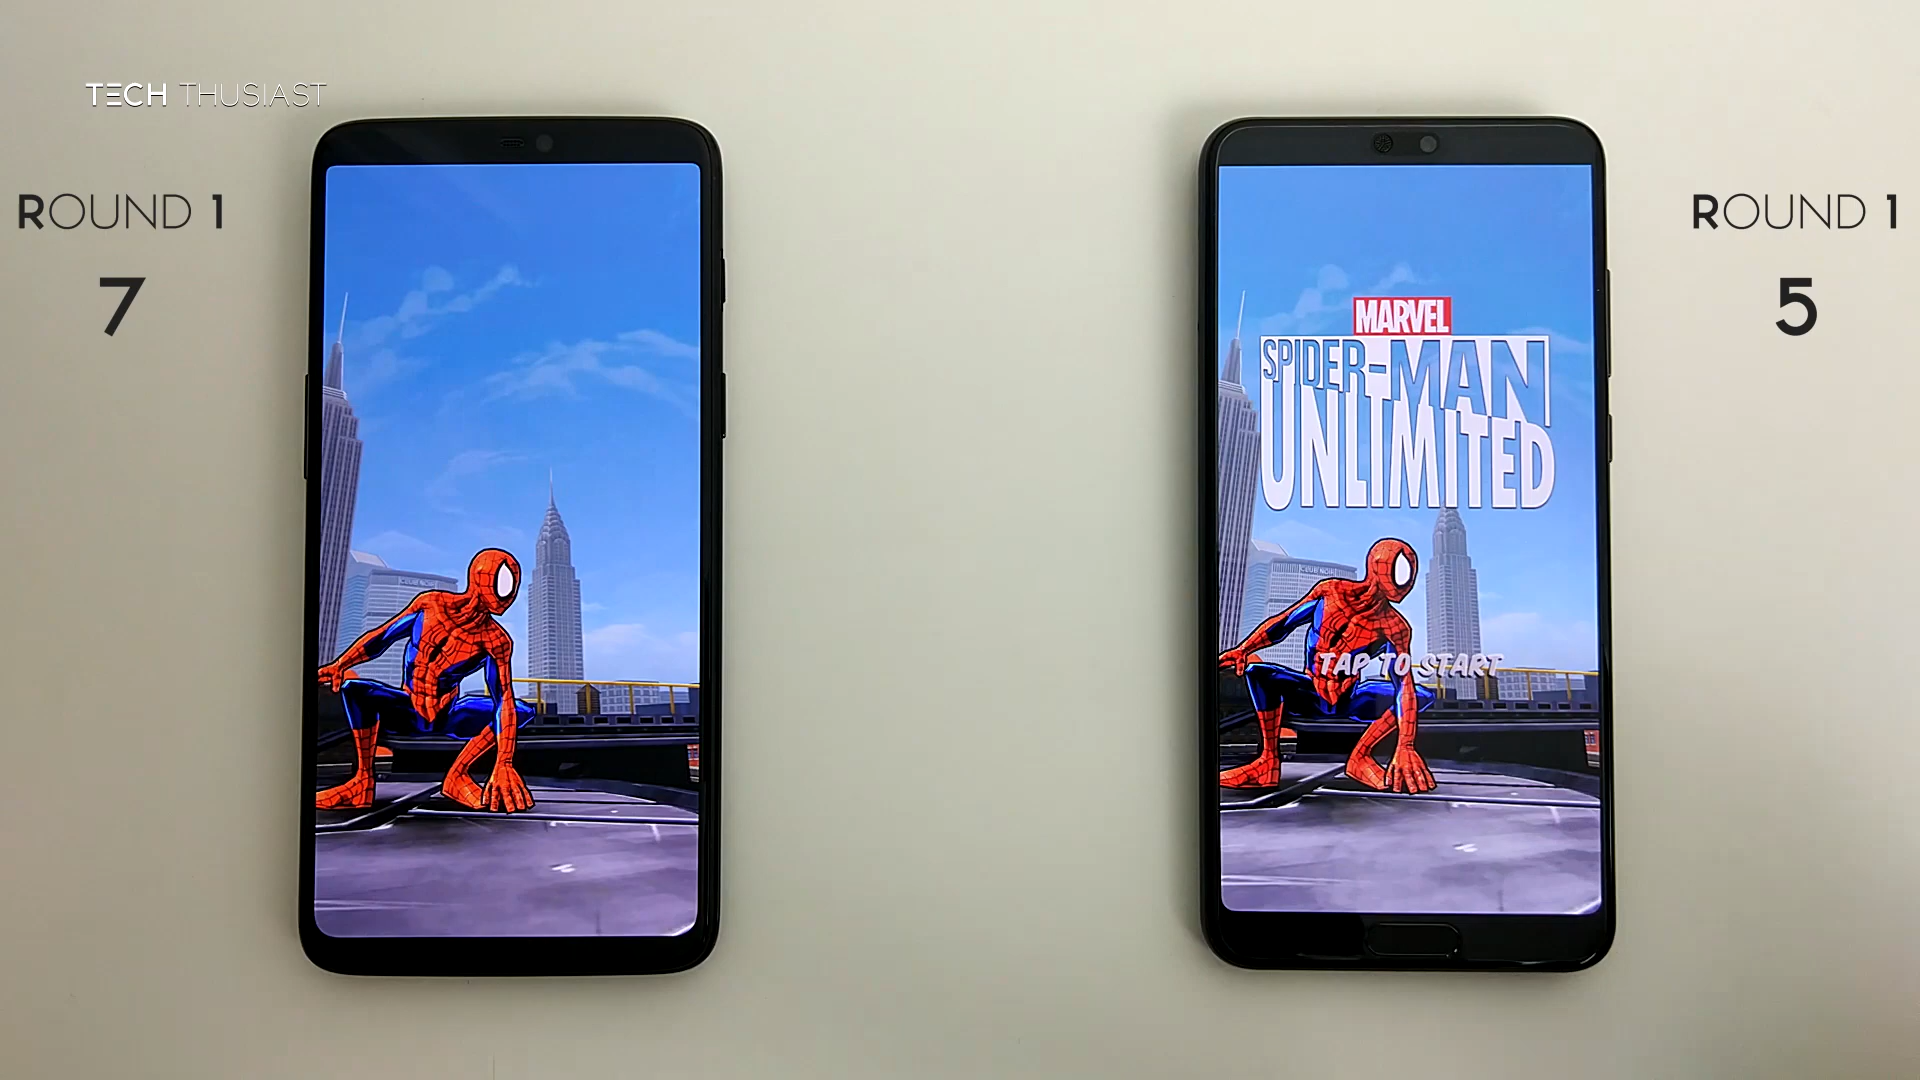 TECH THUSIAST
ROUND 1
7
ROUND 1
5
MARVEL
SPIDER-MAN
UNLIMITED
TAP TO START